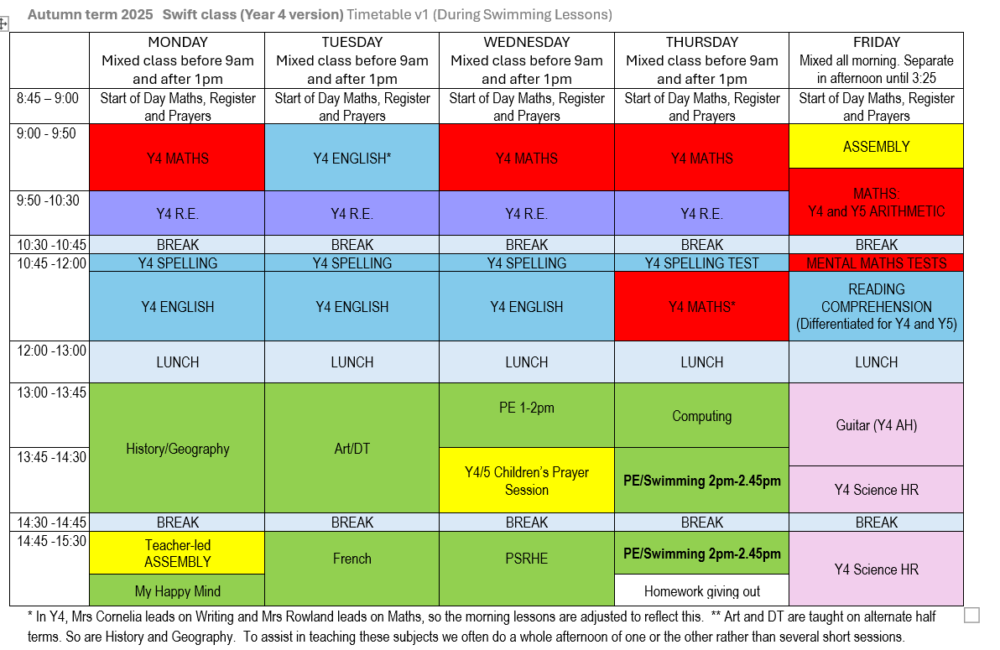 Autumn term 2025 Swift class (Year 4 version) Timetable v1 (During Swimming Lessons)
MONDAY
Mixed class before 9am
and after 1pm
TUESDAY
Mixed class before 9am
and after 1pm
WEDNESDAY
Mixed class before 9am
and after 1pm
THURSDAY
Mixed class before 9am
and after 1pm
FRIDAY
Mixed all morning. Separate
in afternoon until 3:25
8:45 – 9:00
Start of Day Maths, Register
and Prayers
Start of Day Maths, Register
and Prayers
Start of Day Maths, Register
and Prayers
Start of Day Maths, Register
and Prayers
Start of Day Maths, Register
and Prayers
9:00 - 9:50
Y4 MATHS
Y4 ENGLISH*
Y4 MATHS
Y4 MATHS
ASSEMBLY
MATHS:
Y4 and Y5 ARITHMETIC
9:50 -10:30
Y4 R.E.
Y4 R.E.
Y4 R.E.
Y4 R.E.
10:30 -10:45
BREAK
BREAK
BREAK
BREAK
BREAK
10:45 -12:00
Y4 SPELLING
Y4 SPELLING
Y4 SPELLING
Y4 SPELLING TEST
MENTAL MATHS TESTS
Y4 ENGLISH
Y4 ENGLISH
Y4 ENGLISH
Y4 MATHS*
READING
COMPREHENSION
(Differentiated for Y4 and Y5)
12:00 -13:00
LUNCH
LUNCH
LUNCH
LUNCH
LUNCH
13:00 -13:45
History/Geography
Art/DT
PE 1-2pm
Computing
Guitar (Y4 AH)
13:45 -14:30
Y4/5 Children's Prayer
Session
PE/Swimming 2pm-2.45pm
Y4 Science HR
14:30 -14:45
BREAK
BREAK
BREAK
BREAK
BREAK
14:45 -15:30
Teacher-led
ASSEMBLY
My Happy Mind
French
PSRHE
PE/Swimming 2pm-2.45pm
Homework giving out
Y4 Science HR
* In Y4, Mrs Cornelia leads on Writing and Mrs Rowland leads on Maths, so the morning lessons are adjusted to reflect this. ** Art and DT are taught on alternate half
terms. So are History and Geography. To assist in teaching these subjects we often do a whole afternoon of one or the other rather than several short sessions.